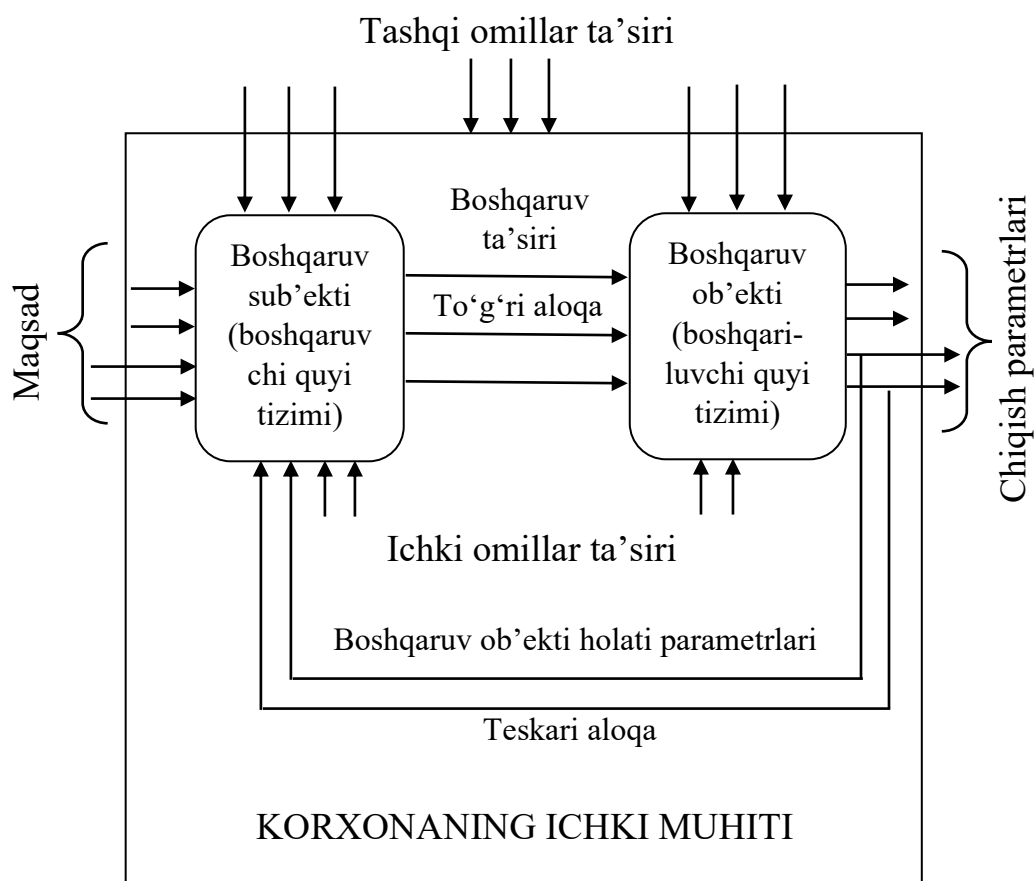 Tashqi omillar ta’siri
Maqsad
Boshqaruv
sub’ekti
(boshqaruv
chi quyi
tizimi)
Boshqaruv
ta’siri
To‘g‘ri aloqa
Boshqaruv
ob’ekti
(boshqari-
luvchi quyi
tizimi)
Chiqish parametrlari
Ichki omillar ta’siri
Boshqaruv ob’ekti holati parametrlari
Teskari aloqa
KORXONANING ICHKI MUHITI